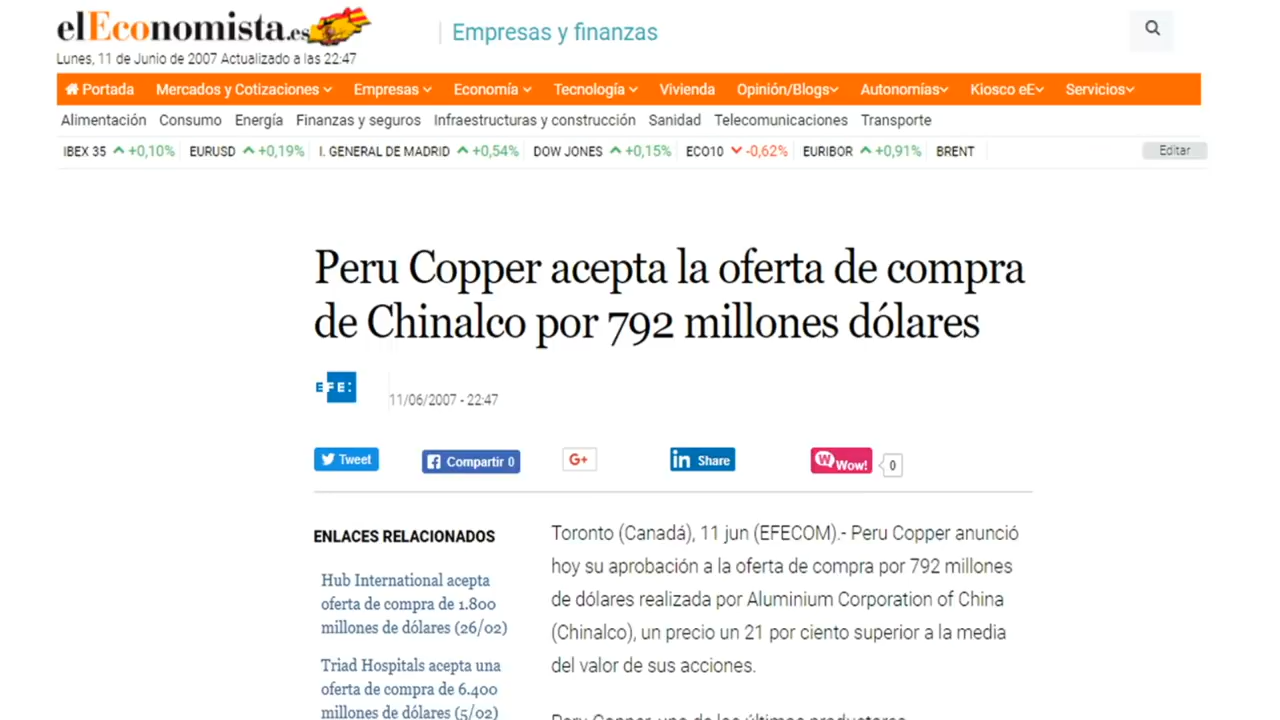 elEconomista.es
Empresas y finanzas
Lunes, 11 de Junio de 2007 Actualizado a las 22:47
Portada Mercados y Cotizaciones Empresas Economía Tecnología Vivienda Opinión/Blogs Autonomías Kiosco eE Servicios
Alimentación Consumo Energía Finanzas y seguros Infraestructuras y construcción Sanidad Telecomunicaciones Transporte
IBEX 35 +0,10% EURUSD +0,19% I. GENERAL DE MADRID +0,54% DOW JONES +0,15% ECO10 -0,62% EURIBOR +0,91% BRENT Editar
Peru Copper acepta la oferta de compra
de Chinalco por 792 millones dólares
EFE:
11/06/2007 - 22:47
Tweet Compartir 0 G+ in Share W Wow! 0
ENLACES RELACIONADOS
Hub International acepta
oferta de compra de 1.800
millones de dólares (26/02)
Triad Hospitals acepta una
oferta de compra de 6.400
millones de dólares (5/02)
Toronto (Canadá), 11 jun (EFECOM).- Peru Copper anunció
hoy su aprobación a la oferta de compra por 792 millones
de dólares realizada por Aluminium Corporation of China
(Chinalco), un precio un 21 por ciento superior a la media
del valor de sus acciones.
Peru Copper, uno de los últimos productores